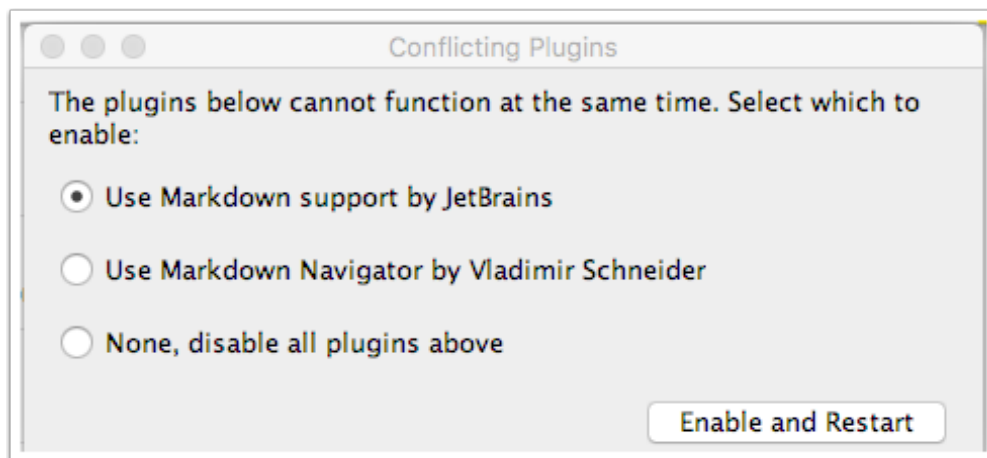 Conflicting Plugins
The plugins below cannot function at the same time. Select which to
enable:
Use Markdown support by JetBrains
Use Markdown Navigator by Vladimir Schneider
None, disable all plugins above
Enable and Restart